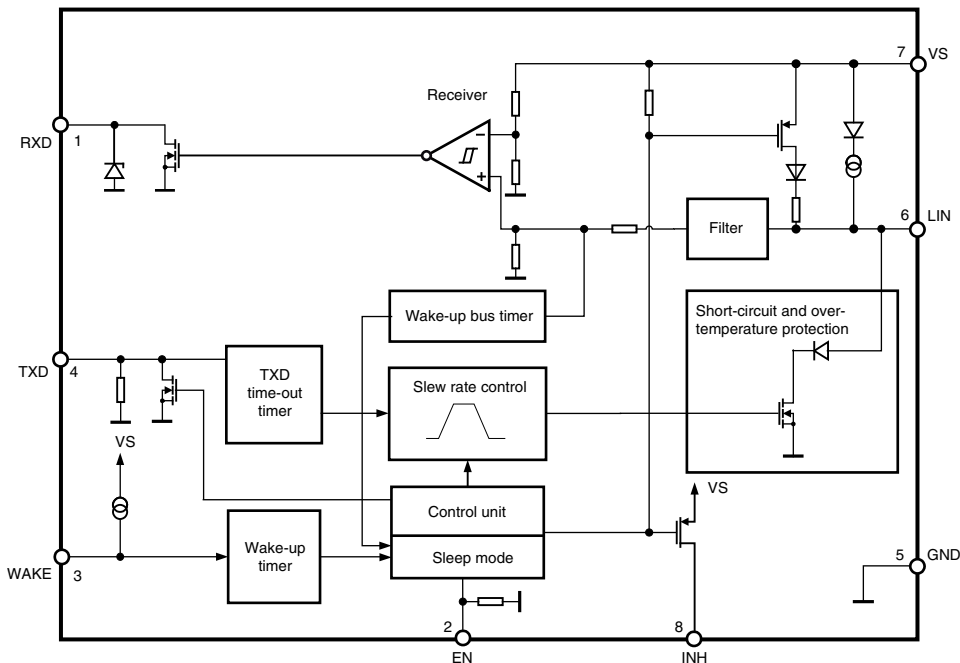 7
VS
Receiver
RXD
1
−
+
6
LIN
Filter
Short-circuit and over-
temperature protection
Wake-up bus timer
TXD
4
TXD
time-out
timer
Slew rate control
VS
VS
Control unit
Wake-up
timer
Sleep mode
WAKE
3
5
GND
2
EN
8
INH